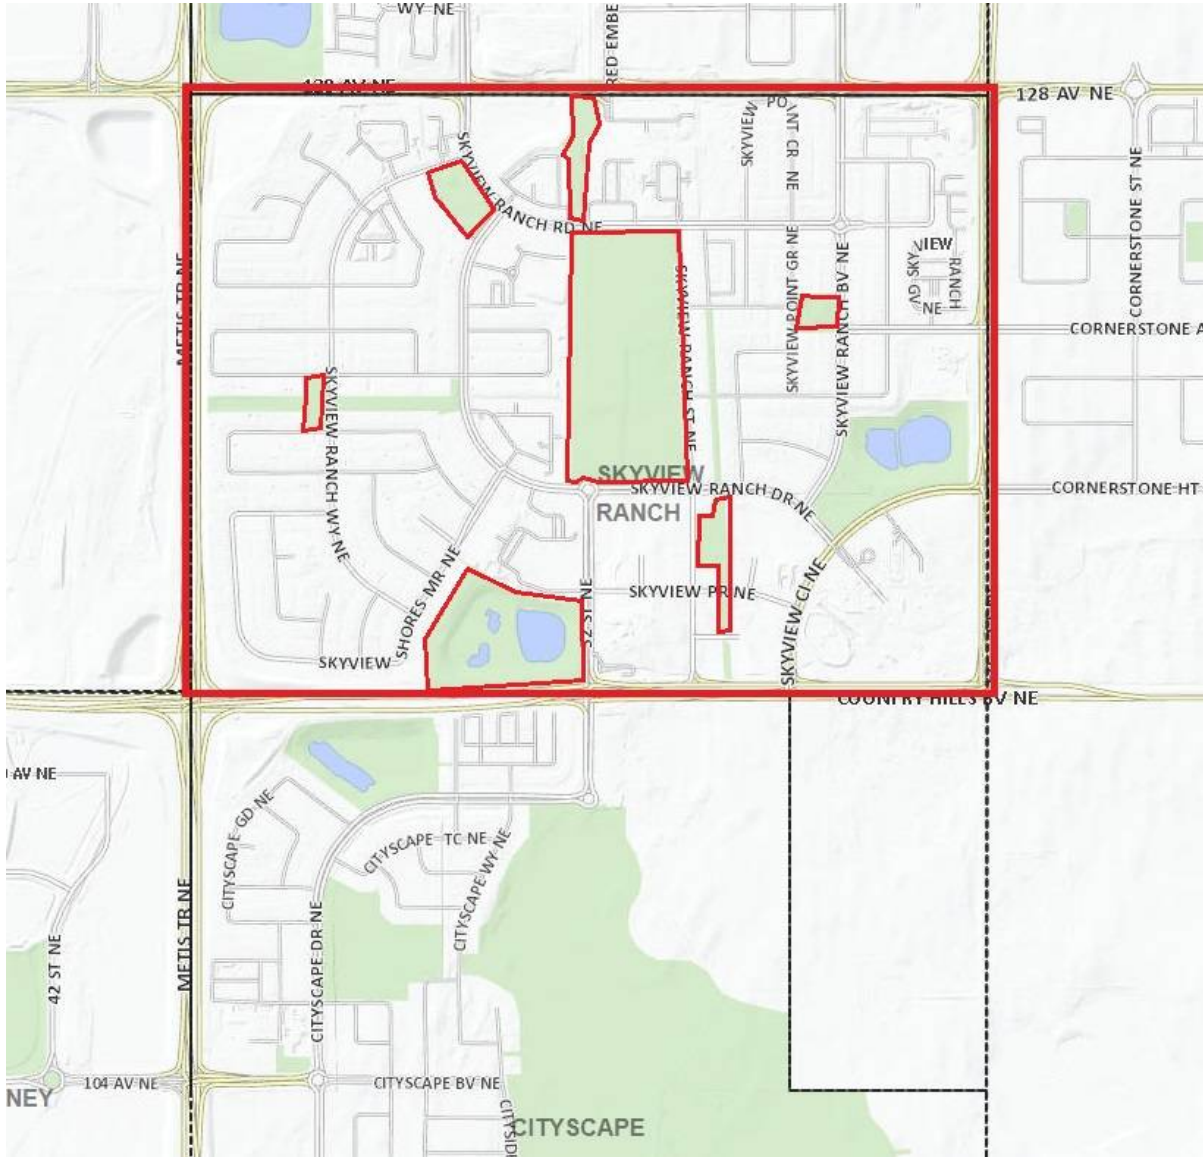 WY NE
RED EMBE
128 AV NE
128 AV NE
SKYVIEW
PO
NT CR NE
SKYVIEW RANCH RD NE
CORNERSTONE ST NE
METIS TR NE
SKYVIEW RANCH ST NE
SKYVIEW POINT GR NE
SKYVIEW RANCH BV NE
VIEW
SKY
GV
NE
RANCH
CORNERSTONE A
SKYVIEW RANCH WY NE
SKYVIEW
RANCH
SKYVIEW RANCH DR NE
CORNERSTONE HT
SHORES MR NE
SKYVIEW
52 ST NE
SKYVIEW PR NE
SKYVIEW CI NE
COUNTRY HILLS BV NE
AV NE
CITYSCAPE GD NE
CITYSCAPE TC NE
CITYSCAPE WY NE
METIS TR NE
42 ST NE
CITYSCAPE DR NE
104 AV NE
CITYSCAPE BV NE
NEY
CITYSID
CITYSCAPE